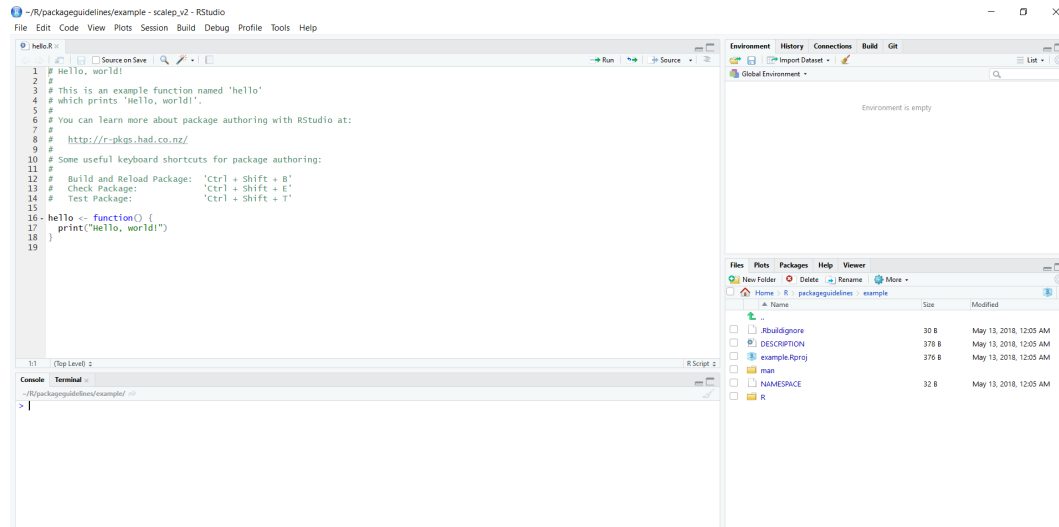 ~/R/packageguidelines/example - scalep_v2 - RStudio
File Edit Code View Plots Session Build Debug Profile Tools Help
hello.R
Source on Save Run Source
1 # Hello, world!
2 #
3 # This is an example function named 'hello'
4 # which prints 'Hello, world!'.
5 #
6 # You can learn more about package authoring with RStudio at:
7 #
8 #   http://r-pkgs.had.co.nz/
9 #
10 # Some useful keyboard shortcuts for package authoring:
11 #
12 #   Build and Reload Package:  'Ctrl + Shift + B'
13 #   Check Package:             'Ctrl + Shift + E'
14 #   Test Package:              'Ctrl + Shift + T'
15
16 hello <- function() {
17   print("Hello, world!")
18 }
19
1:1 (Top Level) R Script
Console Terminal
~/R/packageguidelines/example/
>
Environment History Connections Build Git
Import Dataset List
Global Environment
Environment is empty
Files Plots Packages Help Viewer
New Folder Delete Rename More
Home R packageguidelines example
Name Size Modified
..
.Rbuildignore 30 B May 13, 2018, 12:05 AM
DESCRIPTION 378 B May 13, 2018, 12:05 AM
example.Rproj 376 B May 13, 2018, 12:05 AM
man
NAMESPACE 32 B May 13, 2018, 12:05 AM
R